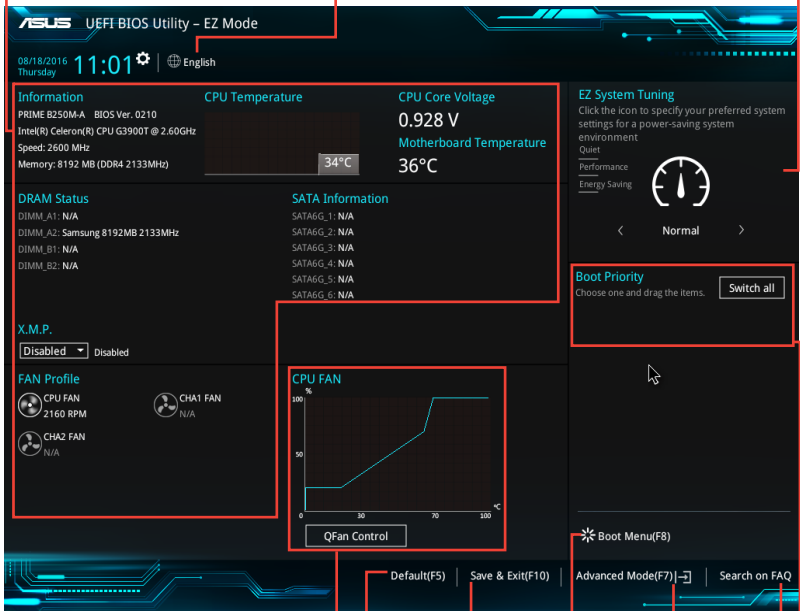 ASUS UEFI BIOS Utility – EZ Mode
08/18/2016
Thursday
11:01
English
Information
PRIME B250M-A BIOS Ver. 0210
Intel(R) Celeron(R) CPU G3900T @ 2.60GHz
Speed: 2600 MHz
Memory: 8192 MB (DDR4 2133MHz)
CPU Temperature
34°C
CPU Core Voltage
0.928 V
Motherboard Temperature
36°C
EZ System Tuning
Click the icon to specify your preferred system
settings for a power-saving system
environment
Quiet
Performance
Energy Saving
Normal
DRAM Status
DIMM_A1: N/A
DIMM_A2: Samsung 8192MB 2133MHz
DIMM_B1: N/A
DIMM_B2: N/A
SATA Information
SATA6G_1: N/A
SATA6G_2: N/A
SATA6G_3: N/A
SATA6G_4: N/A
SATA6G_5: N/A
SATA6G_6: N/A
Boot Priority
Choose one and drag the items.
Switch all
X.M.P.
Disabled Disabled
FAN Profile
CPU FAN
2160 RPM
CHA1 FAN
N/A
CHA2 FAN
N/A
CPU FAN
%
100
50
°C
0 30 70 100
QFan Control
Boot Menu(F8)
Default(F5) Save & Exit(F10) Advanced Mode(F7) Search on FAQ